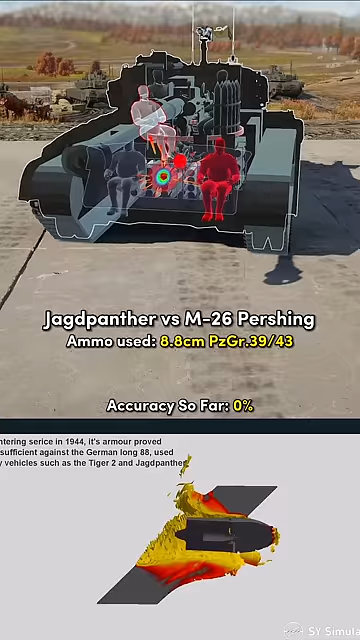 Jagdpanther vs M-26 Pershing
Ammo used: 8.8cm PzGr.39/43
Accuracy So Far: 0%
ntering serice in 1944, it's armour proved
sufficient against the German long 88, used
y vehicles such as the Tiger 2 and Jagdpanther
SY Simula